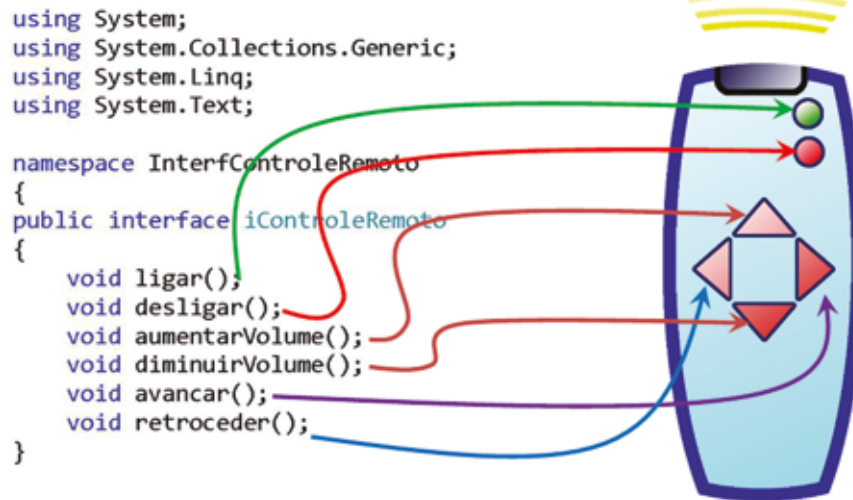 using System;
using System.Collections.Generic;
using System.Linq;
using System.Text;
namespace InterfControleRemoto
{
public interface iControleRemoto
{
void ligar();
void desligar();
void aumentarVolume();
void diminuirVolume();
void avancar();
void retroceder();
}